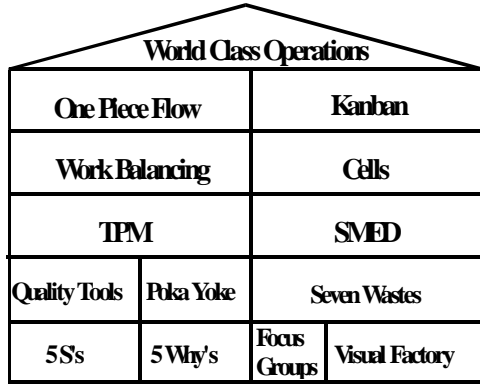 World Class Operations
One Piece Flow
Kanban
Work Balancing
Cells
TPM
SMED
Quality Tools
Poka Yoke
Seven Wastes
5 S's
5 Why's
Focus
Groups
Visual Factory